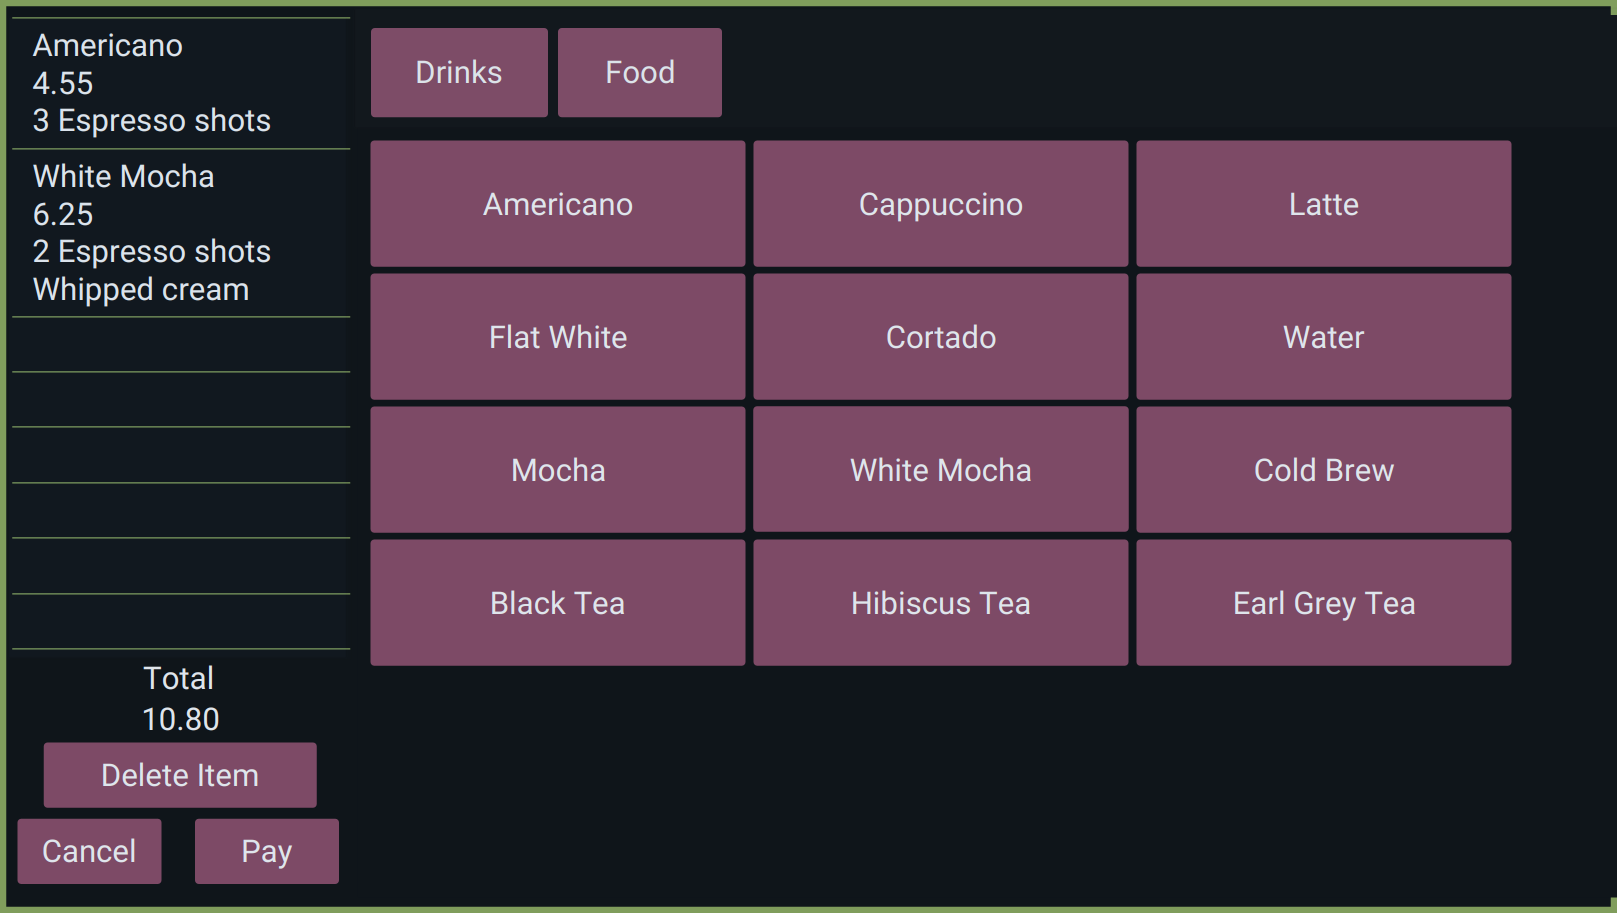 Americano
4.55
3 Espresso shots
White Mocha
6.25
2 Espresso shots
Whipped cream
Total
10.80
Delete Item
Cancel
Pay
Drinks
Food
Americano
Cappuccino
Latte
Flat White
Cortado
Water
Mocha
White Mocha
Cold Brew
Black Tea
Hibiscus Tea
Earl Grey Tea